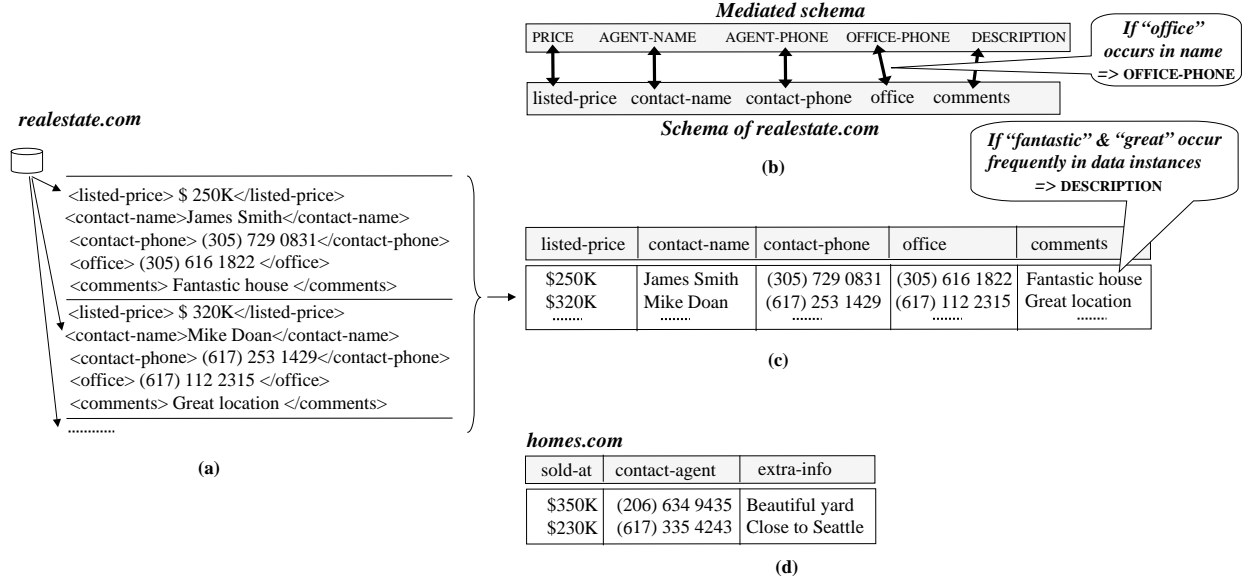 realestate.com
<listed-price> $ 250K</listed-price>
<contact-name>James Smith</contact-name>
<contact-phone> (305) 729 0831</contact-phone>
<office> (305) 616 1822 </office>
<comments> Fantastic house </comments>
<listed-price> $ 320K</listed-price>
<contact-name>Mike Doan</contact-name>
<contact-phone> (617) 253 1429</contact-phone>
<office> (617) 112 2315 </office>
<comments> Great location </comments>
............
(a)
Mediated schema
PRICE AGENT-NAME AGENT-PHONE OFFICE-PHONE DESCRIPTION
listed-price contact-name contact-phone office comments
Schema of realestate.com
(b)
If “office”
occurs in name
=> OFFICE-PHONE
If “fantastic” & “great” occur
frequently in data instances
=> DESCRIPTION
listed-price contact-name contact-phone office comments
$250K James Smith (305) 729 0831 (305) 616 1822 Fantastic house
$320K Mike Doan (617) 253 1429 (617) 112 2315 Great location
........ ........ ........ ........ ........
(c)
homes.com
sold-at contact-agent extra-info
$350K (206) 634 9435 Beautiful yard
$230K (617) 335 4243 Close to Seattle
(d)